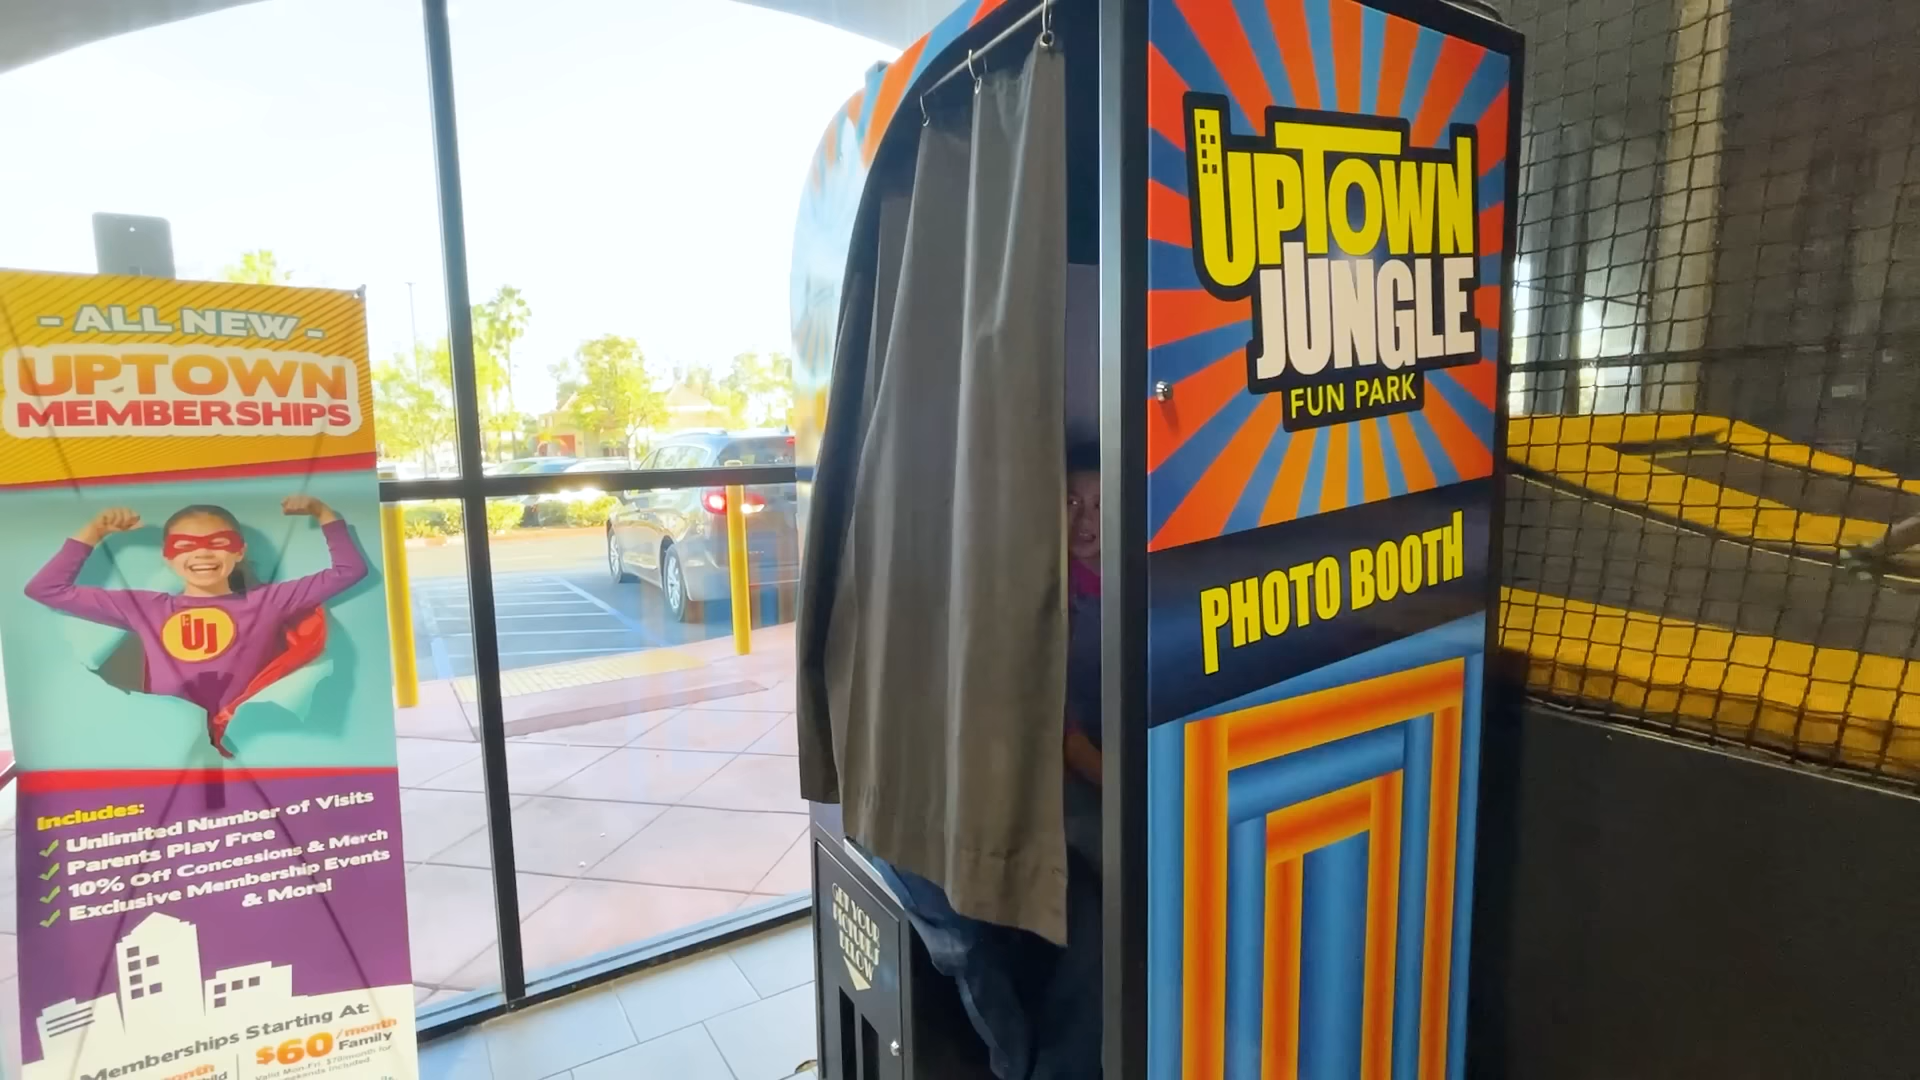 - ALL NEW -
UPTOWN
MEMBERSHIPS
UJ
Includes:
Unlimited Number of Visits
Parents Play Free
10% Off Concessions & Merch
Exclusive Membership Events
& More!
Memberships Starting At:
$60 /month
Family
UPTOWN
JUNGLE
FUN PARK
PHOTO BOOTH
GET YOUR
PICTURES
BELOW